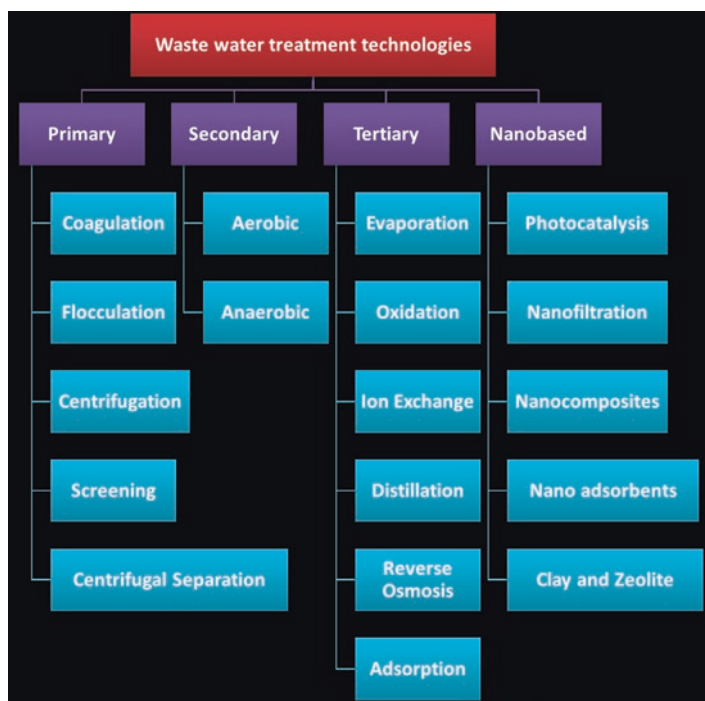 Waste water treatment technologies
Primary
Secondary
Tertiary
Nanobased
Coagulation
Flocculation
Centrifugation
Screening
Centrifugal Separation
Aerobic
Anaerobic
Evaporation
Oxidation
Ion Exchange
Distillation
Reverse
Osmosis
Adsorption
Photocatalysis
Nanofiltration
Nanocomposites
Nano adsorbents
Clay and Zeolite